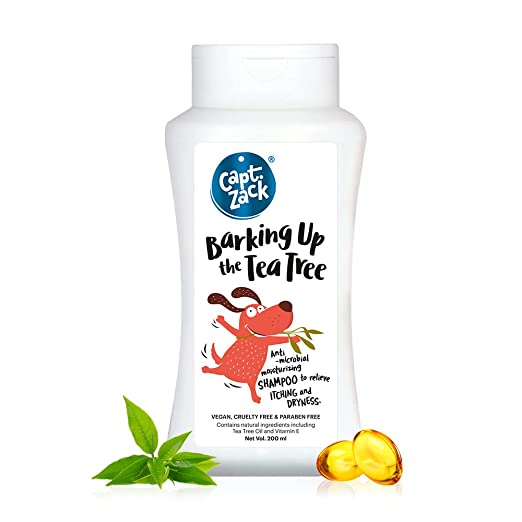 Capt.
Zack
®
Barking Up
the Tea Tree
Anti
-microbial
moisturizing
SHAMPOO to relieve
ITCHING and
DRYNESS.
VEGAN, CRUELTY FREE & PARABEN FREE
Contains natural ingredients including
Tea Tree Oil and Vitamin E
Net Vol. 200 ml